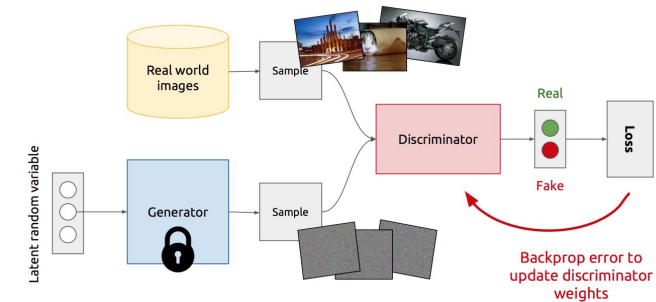 Real world
images
Sample
Real
Discriminator
Loss
Fake
Latent random variable
Generator
Sample
Backprop error to
update discriminator
weights